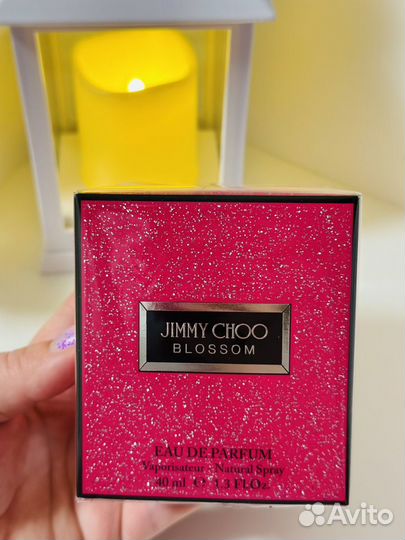 JIMMY CHOO
BLOSSOM
EAU DE PARFUM
Vaporisateur - Natural Spray
40 ml ℮ 1.3 Fl.Oz.
Avito